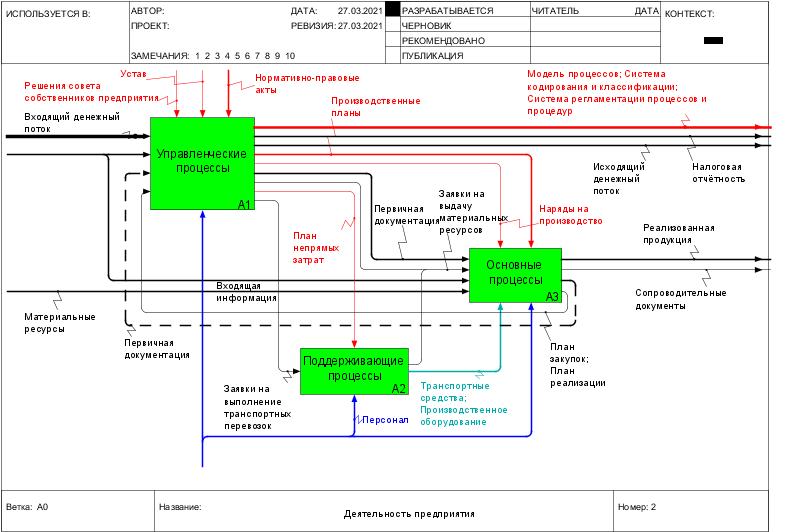 ИСПОЛЬЗУЕТСЯ В:
АВТОР:
ДАТА: 27.03.2021
РАЗРАБАТЫВАЕТСЯ
ЧИТАТЕЛЬ
ДАТА
КОНТЕКСТ:
ПРОЕКТ:
РЕВИЗИЯ: 27.03.2021
ЧЕРНОВИК
РЕКОМЕНДОВАНО
ЗАМЕЧАНИЯ: 1 2 3 4 5 6 7 8 9 10
ПУБЛИКАЦИЯ
Устав
Решения совета
собственников предприятия
Нормативно-правовые
акты
Модель процессов; Система
кодирования и классификации;
Система регламентации процессов и
процедур
Производственные
планы
Входящий денежный
поток
Управленческие
процессы
A1
Исходящий
денежный
поток
Налоговая
отчётность
Первичная
документация
Заявки на
выдачу
материальных
ресурсов
Наряды на
производство
План
непрямых
затрат
Реализованная
продукция
Основные
процессы
A3
Входящая
информация
Сопроводительные
документы
Материальные
ресурсы
Первичная
документация
План
закупок;
План
реализации
Поддерживающие
процессы
A2
Заявки на
выполнение
транспортных
перевозок
Транспортные
средства;
Производственное
оборудование
Персонал
Ветка: A0
Название:
Деятельность предприятия
Номер: 2